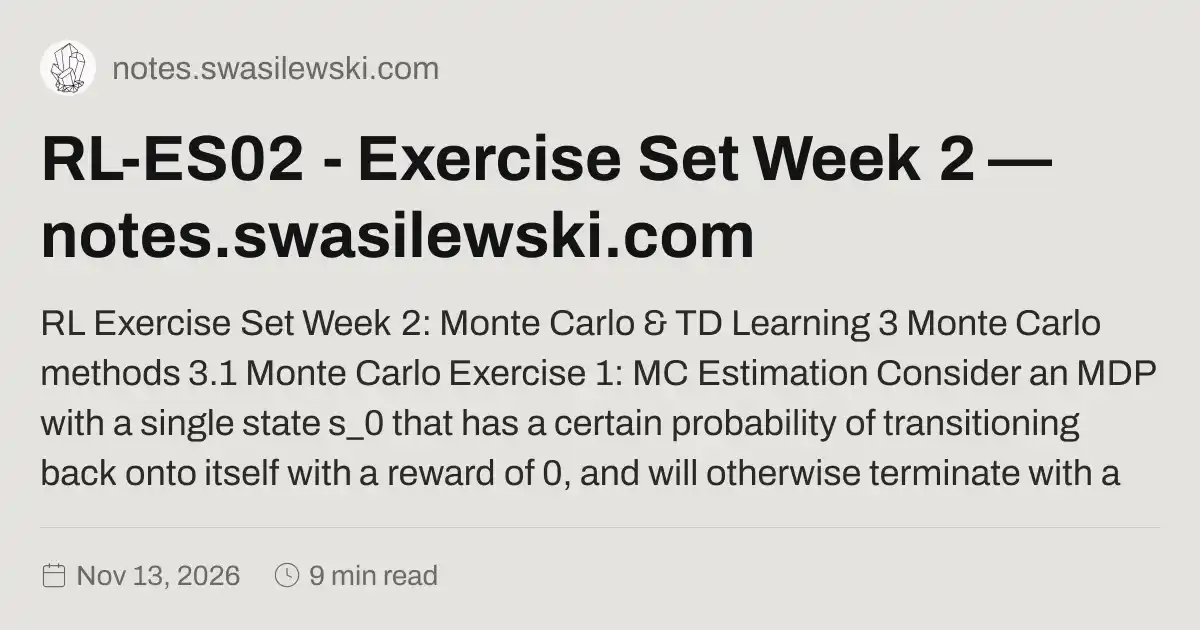 notes.swasilewski.com
RL-ES02 - Exercise Set Week 2 —
notes.swasilewski.com
RL Exercise Set Week 2: Monte Carlo & TD Learning 3 Monte Carlo
methods 3.1 Monte Carlo Exercise 1: MC Estimation Consider an MDP
with a single state s_0 that has a certain probability of transitioning
back onto itself with a reward of 0, and will otherwise terminate with a
Nov 13, 2026 9 min read